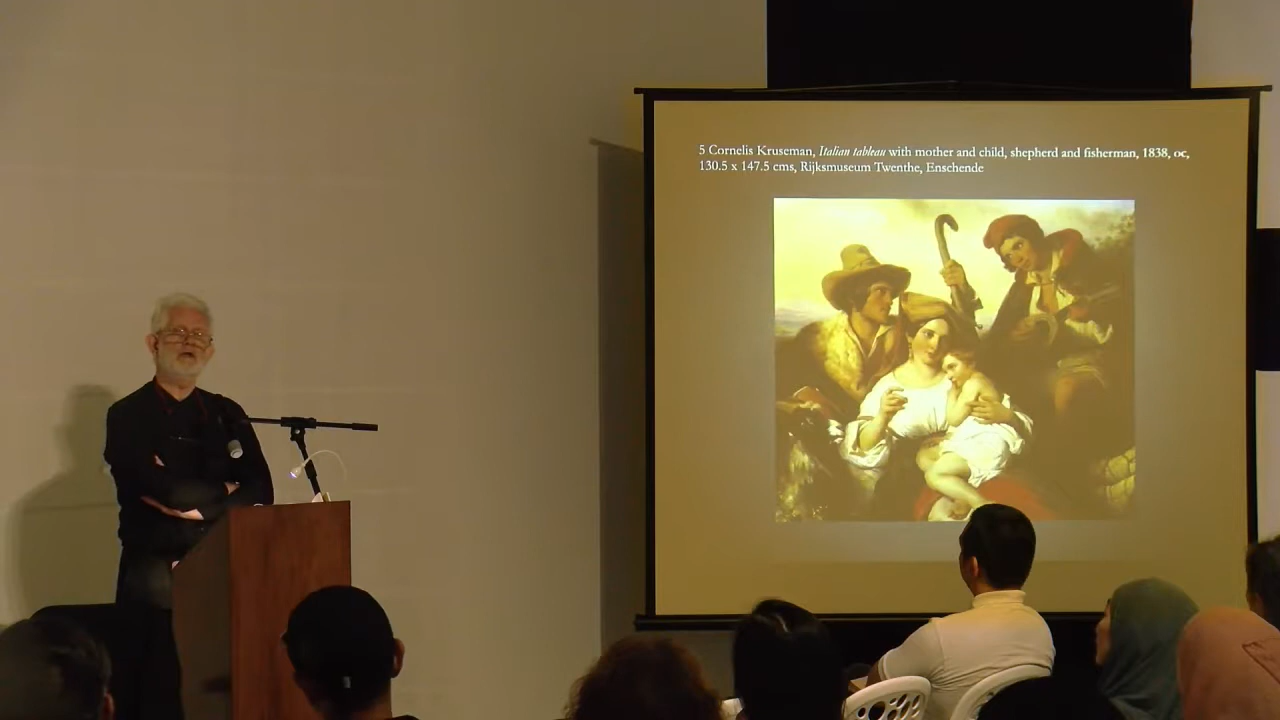 5 Cornelis Kruseman, Italian tableau with mother and child, shepherd and fisherman, 1838, oc,
130.5 x 147.5 cms, Rijksmuseum Twenthe, Enschende